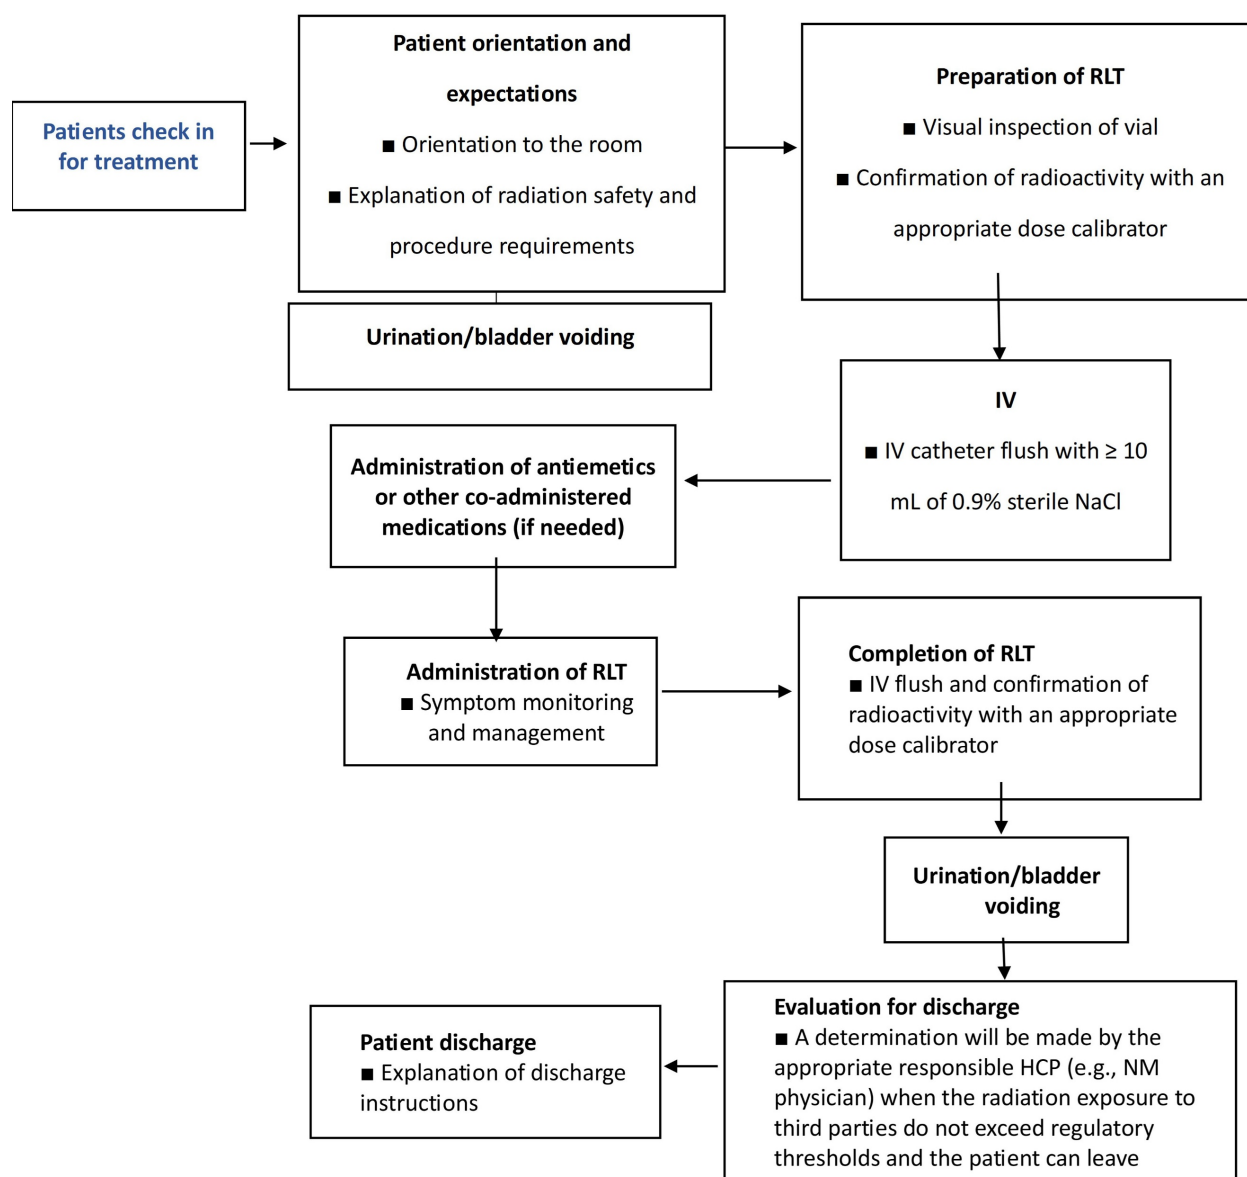 Patients check in
for treatment
Patient orientation and
expectations
■ Orientation to the room
■ Explanation of radiation safety and
procedure requirements
Urination/bladder voiding
Preparation of RLT
■ Visual inspection of vial
■ Confirmation of radioactivity with an
appropriate dose calibrator
IV
■ IV catheter flush with ≥ 10
mL of 0.9% sterile NaCl
Administration of antiemetics
or other co-administered
medications (if needed)
Administration of RLT
■ Symptom monitoring
and management
Completion of RLT
■ IV flush and confirmation of
radioactivity with an appropriate
dose calibrator
Urination/bladder
voiding
Evaluation for discharge
■ A determination will be made by the
appropriate responsible HCP (e.g., NM
physician) when the radiation exposure to
third parties do not exceed regulatory
thresholds and the patient can leave
Patient discharge
■ Explanation of discharge
instructions